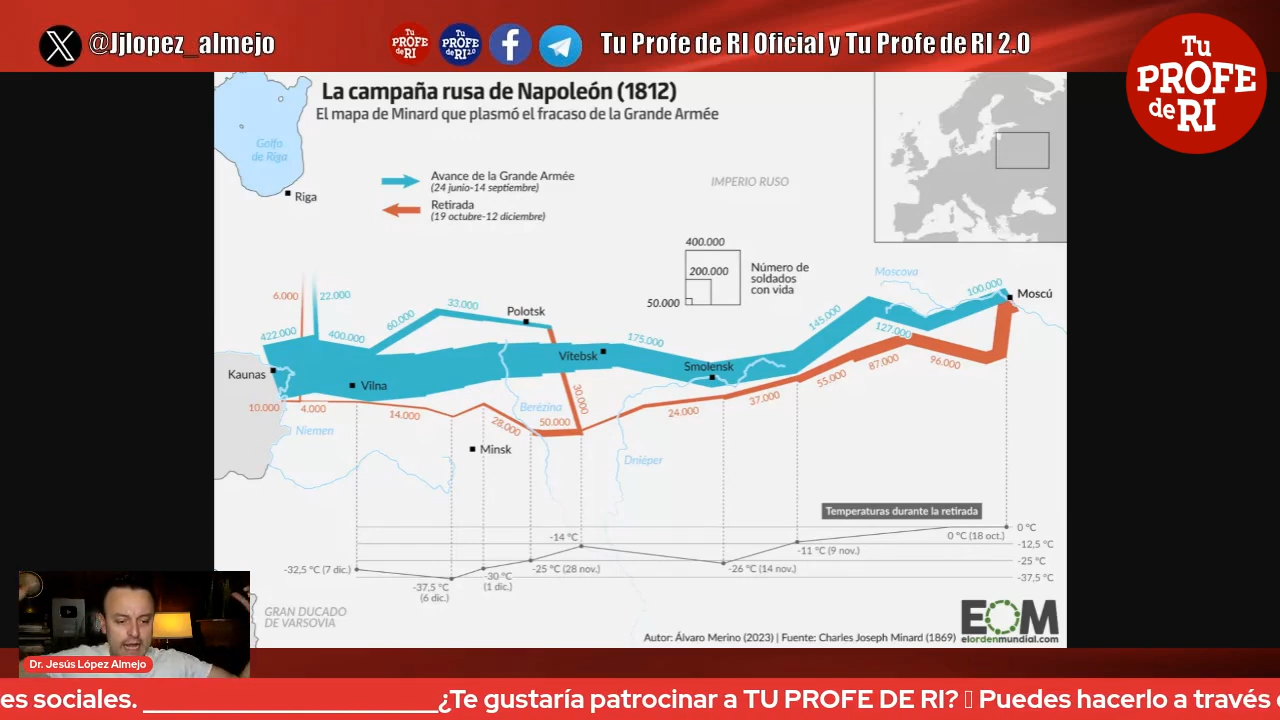 @Jjlopez_almejo
Tu
PROFE
de RI
Tu
PROFE
de RI 2.0
Tu Profe de RI Oficial y Tu Profe de RI 2.0
Tu
PROFE
de RI
La campaña rusa de Napoleón (1812)
El mapa de Minard que plasmó el fracaso de la Grande Armée
Golfo
de Riga
Riga
Avance de la Grande Armée
(24 junio-14 septiembre)
Retirada
(19 octubre-12 diciembre)
IMPERIO RUSO
400.000
200.000
50.000
Número de
soldados
con vida
Moscova
100.000
Moscú
6.000
22.000
33.000
60.000
Polotsk
422.000
400.000
175.000
145.000
127.000
Kaunas
Vilna
Vítebsk
Smolensk
96.000
87.000
55.000
37.000
24.000
30.000
50.000
28.000
14.000
4.000
10.000
Berézina
Niemen
Minsk
Dniéper
Temperaturas durante la retirada
0 °C
-12,5 °C
-25 °C
-37,5 °C
0 °C (18 oct.)
-11 °C (9 nov.)
-26 °C (14 nov.)
-14 °C
-25 °C (28 nov.)
-30 °C
(1 dic.)
-37,5 °C
(6 dic.)
-32,5 °C (7 dic.)
GRAN DUCADO
DE VARSOVIA
EOM
elordenmundial.com
Autor: Álvaro Merino (2023) | Fuente: Charles Joseph Minard (1869)
Dr. Jesús López Almejo
es sociales. ________________________¿Te gustaría patrocinar a TU PROFE DE RI? ▯ Puedes hacerlo a través